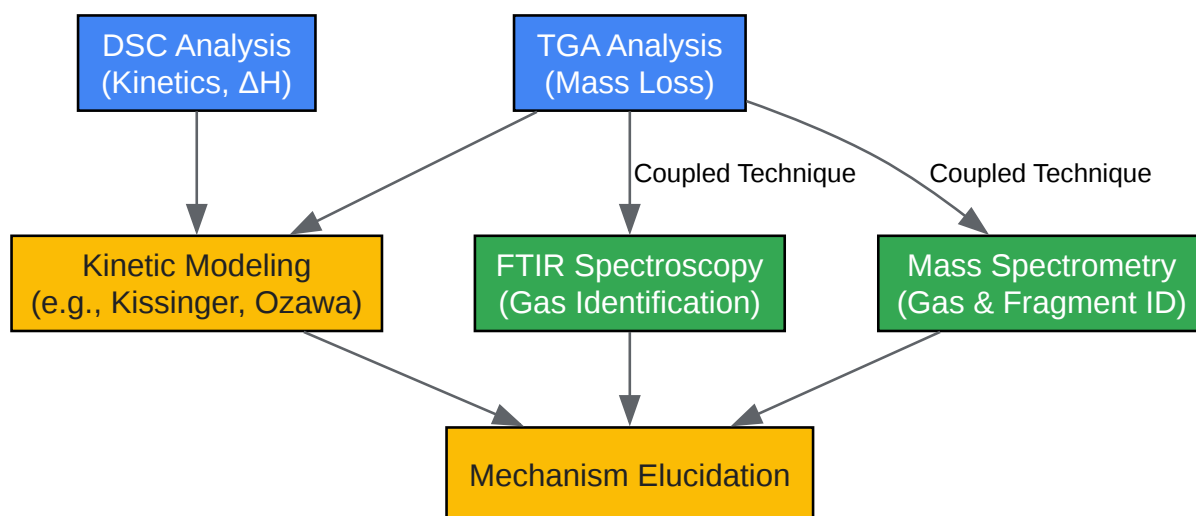 DSC Analysis
(Kinetics, ΔH)
TGA Analysis
(Mass Loss)
Coupled Technique
Coupled Technique
Kinetic Modeling
(e.g., Kissinger, Ozawa)
FTIR Spectroscopy
(Gas Identification)
Mass Spectrometry
(Gas & Fragment ID)
Mechanism Elucidation